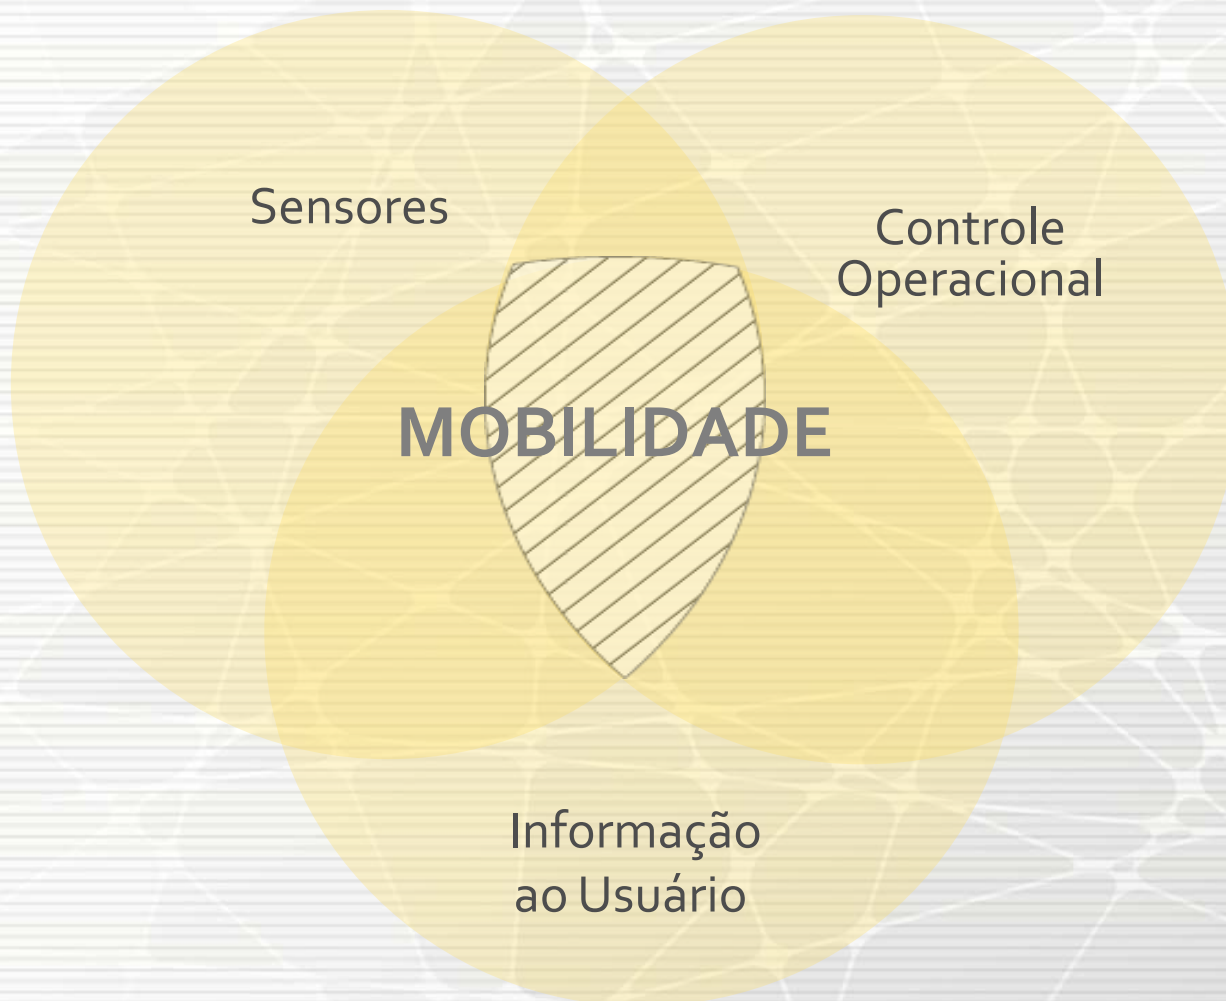 Sensores
Controle
Operacional
MOBILIDADE
Informação
ao Usuário